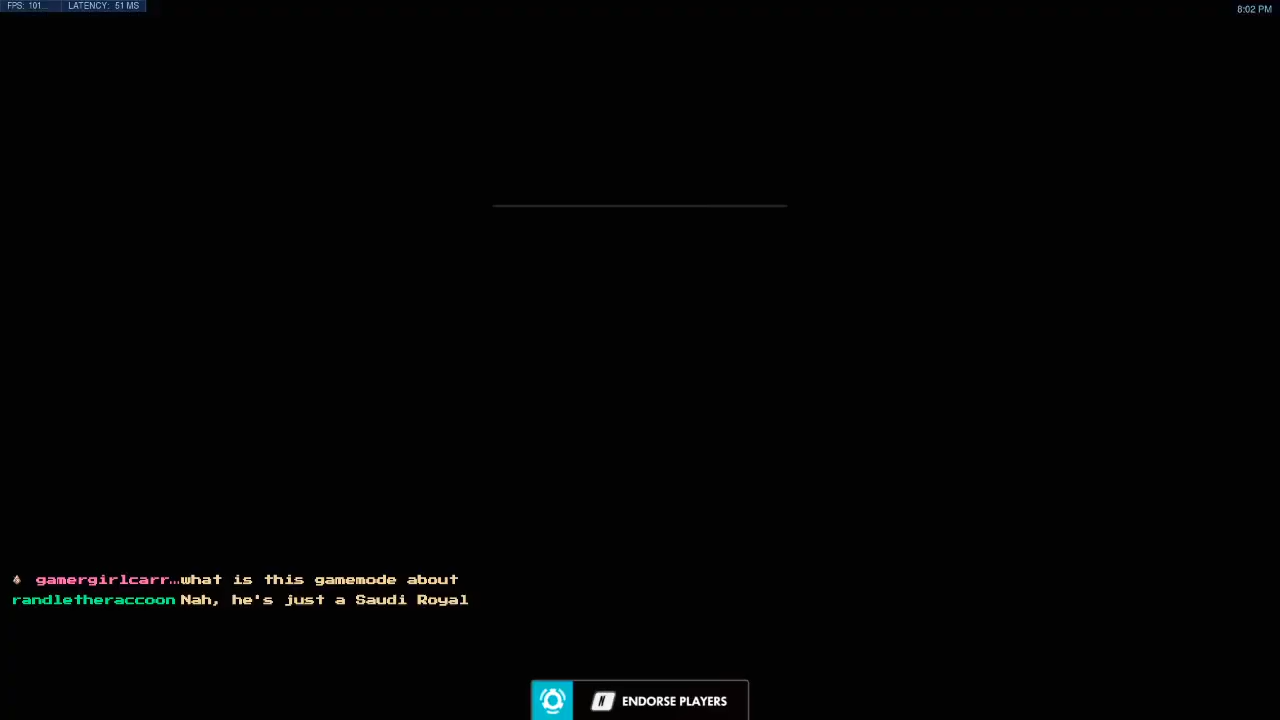 FPS: 101... LATENCY: 51 MS
8:02 PM
gamergirlcarr…what is this gamemode about
randletheraccoon Nah, he's just a Saudi Royal
N ENDORSE PLAYERS